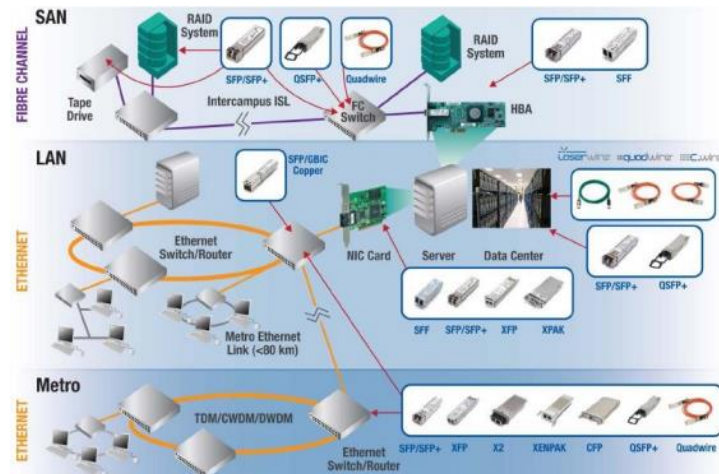 SAN
FIBRE CHANNEL
RAID
System
SFP/SFP+
QSFP+
Quadwire
RAID
System
SFP/SFP+
SFF
Tape
Drive
Intercampus ISL
FC
Switch
HBA
LAN
ETHERNET
SFP/GBIC
Copper
laserwire
quadwire
C.wire
Ethernet
Switch/Router
NIC Card
Server
Data Center
SFP/SFP+
QSFP+
SFF
SFP/SFP+
XFP
XPAK
Metro Ethernet
Link (<80 km)
Metro
ETHERNET
TDM/CWDM/DWDM
Ethernet
Switch/Router
SFP/SFP+
XFP
X2
XENPAK
CFP
QSFP+
Quadwire